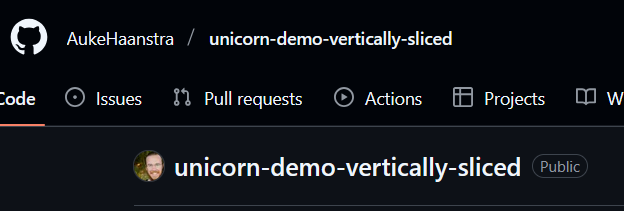 AukeHaanstra / unicorn-demo-vertically-sliced
Code Issues Pull requests Actions Projects W
unicorn-demo-vertically-sliced Public